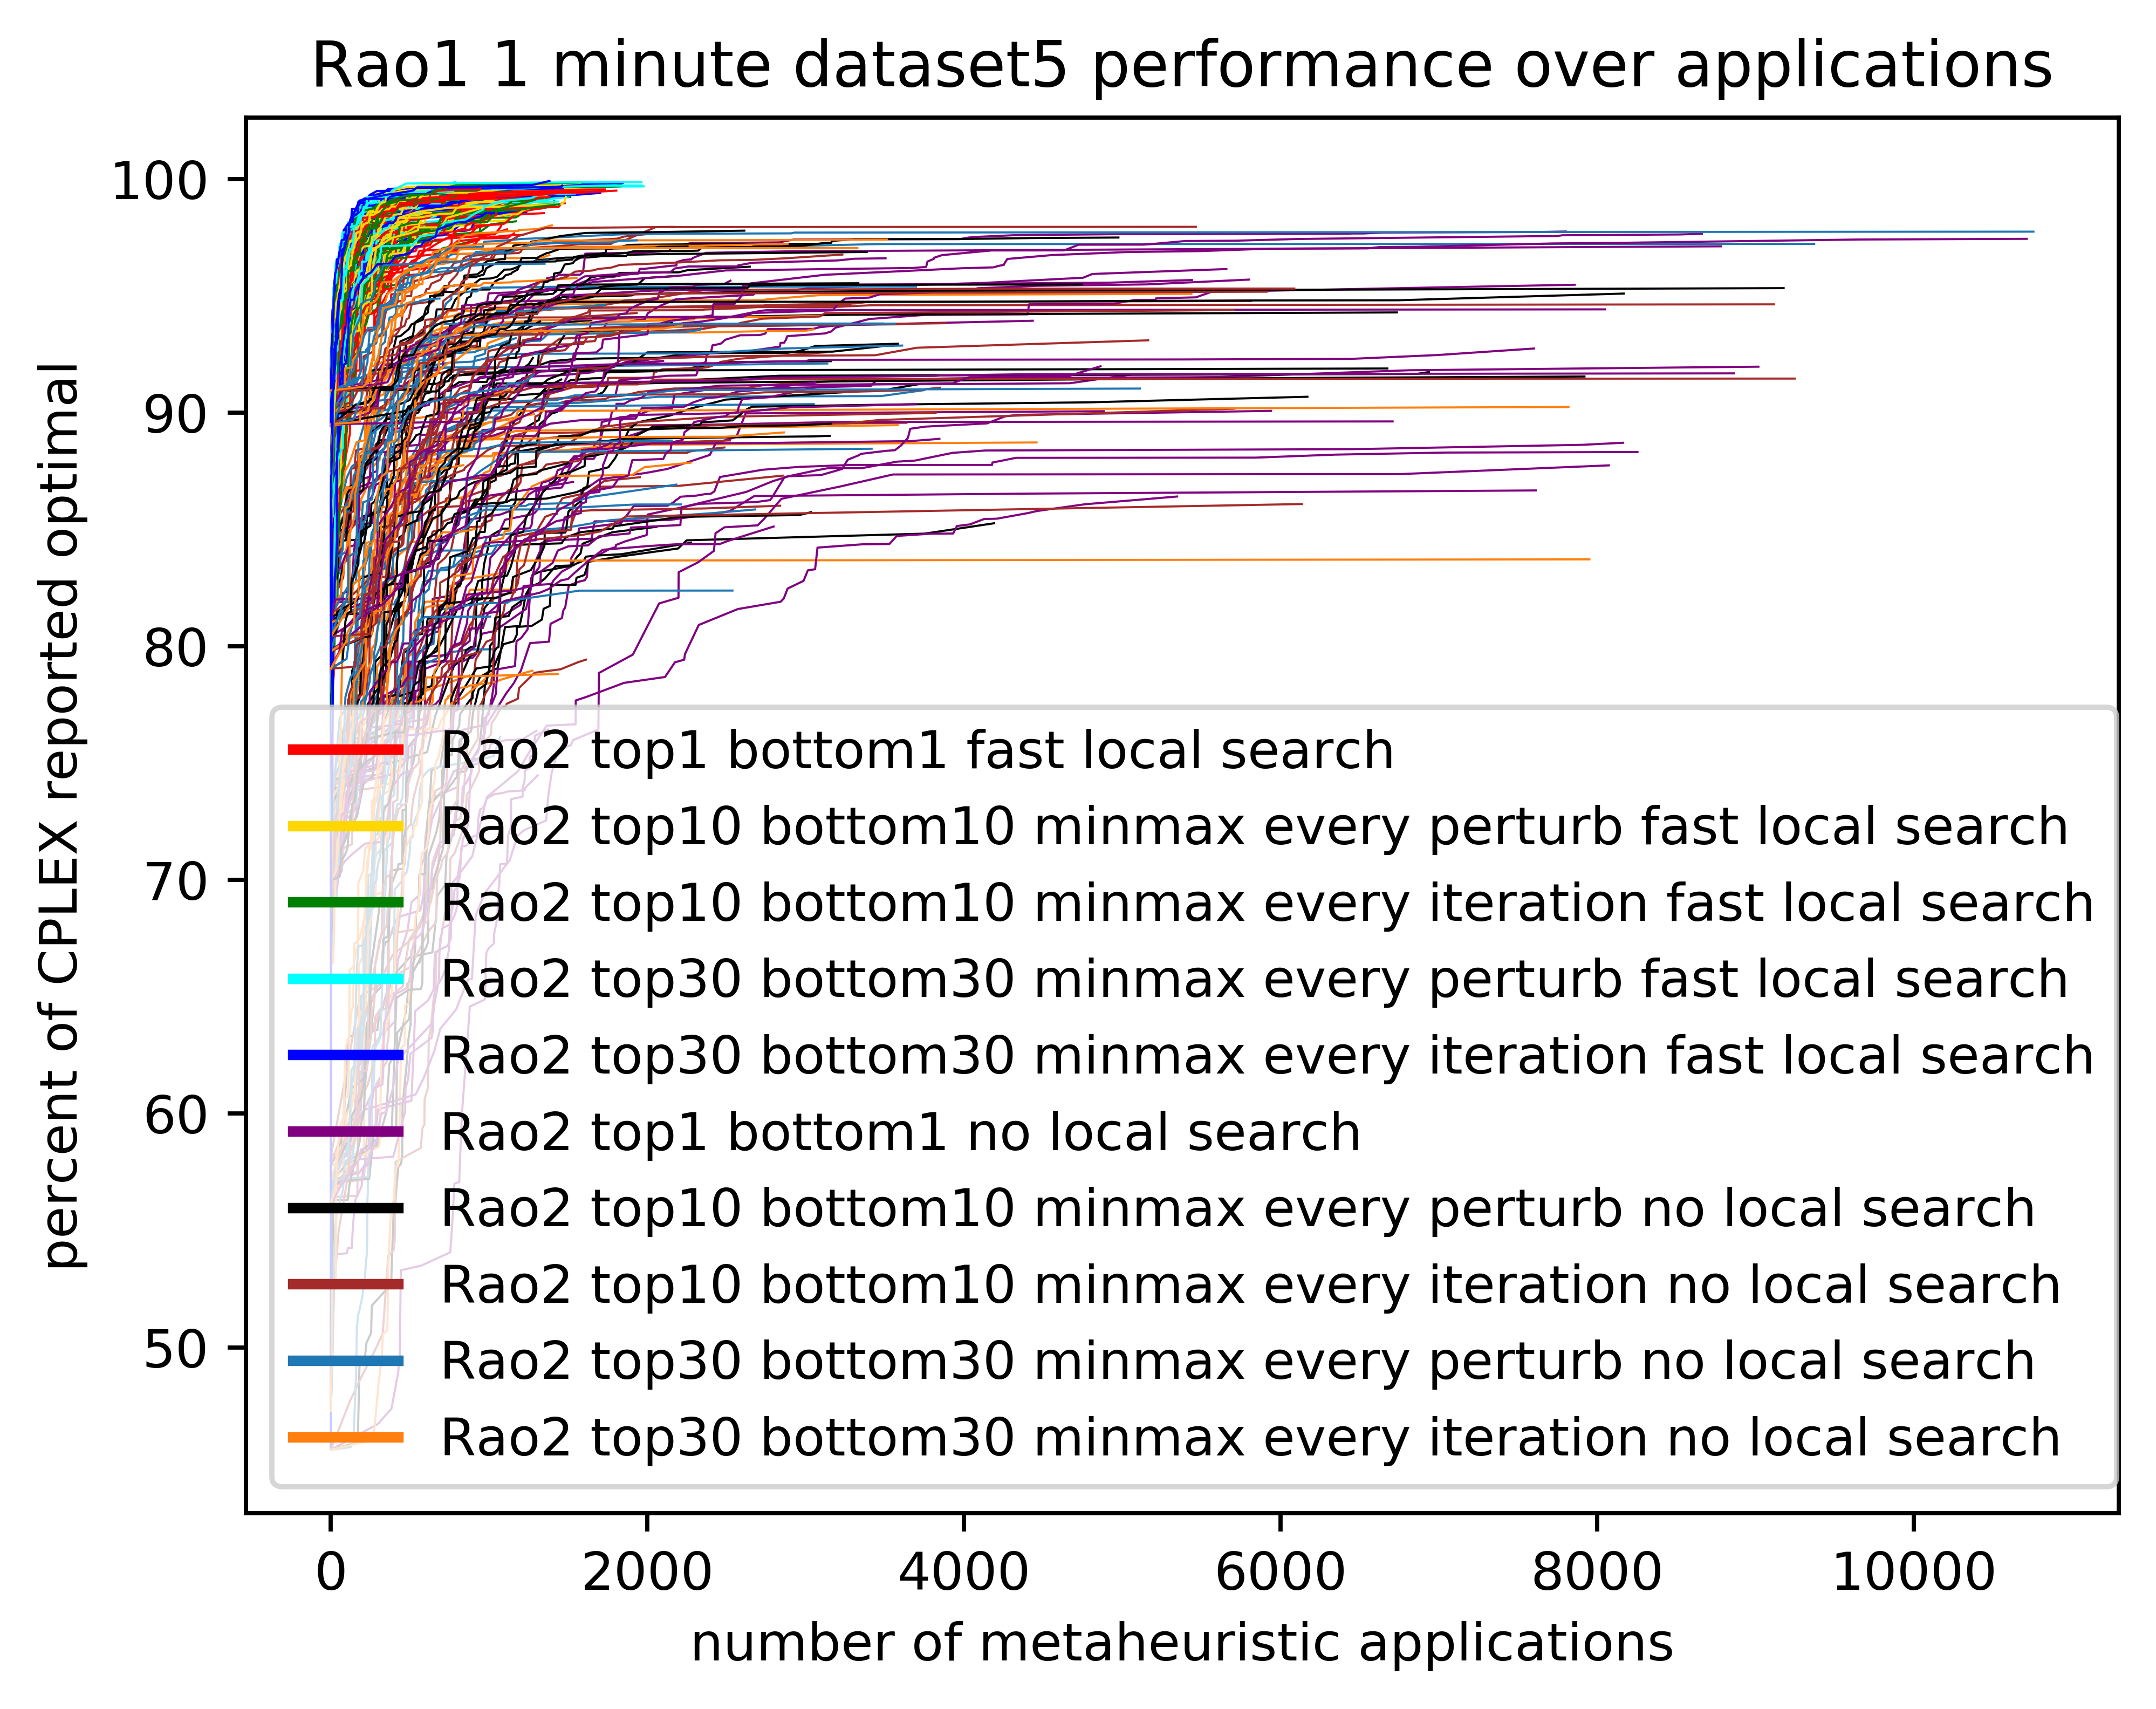 Rao1 1 minute dataset5 performance over applications
percent of CPLEX reported optimal
100
90
80
70
60
50
Rao2 top1 bottom1 fast local search
Rao2 top10 bottom10 minmax every perturb fast local search
Rao2 top10 bottom10 minmax every iteration fast local search
Rao2 top30 bottom30 minmax every perturb fast local search
Rao2 top30 bottom30 minmax every iteration fast local search
Rao2 top1 bottom1 no local search
Rao2 top10 bottom10 minmax every perturb no local search
Rao2 top10 bottom10 minmax every iteration no local search
Rao2 top30 bottom30 minmax every perturb no local search
Rao2 top30 bottom30 minmax every iteration no local search
0 2000 4000 6000 8000 10000
number of metaheuristic applications